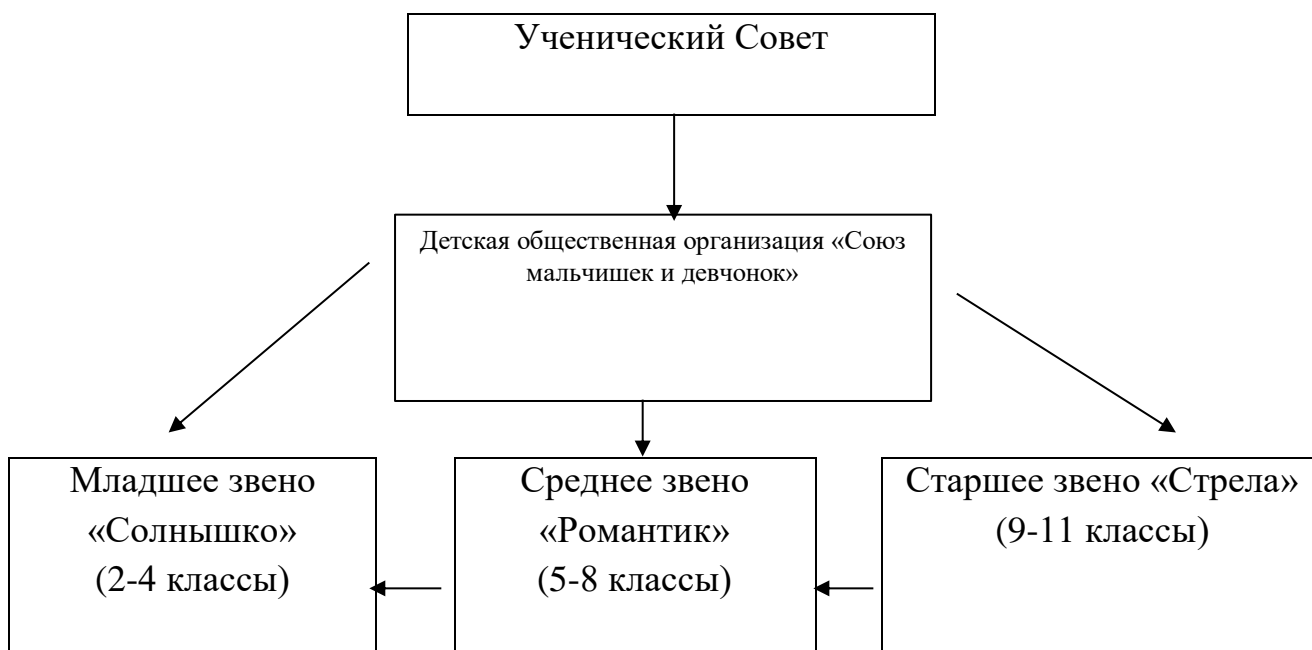 Ученический Совет
Детская общественная организация «Союз
мальчишек и девчонок»
Младшее звено
«Солнышко»
(2-4 классы)
Среднее звено
«Романтик»
(5-8 классы)
Старшее звено «Стрела»
(9-11 классы)